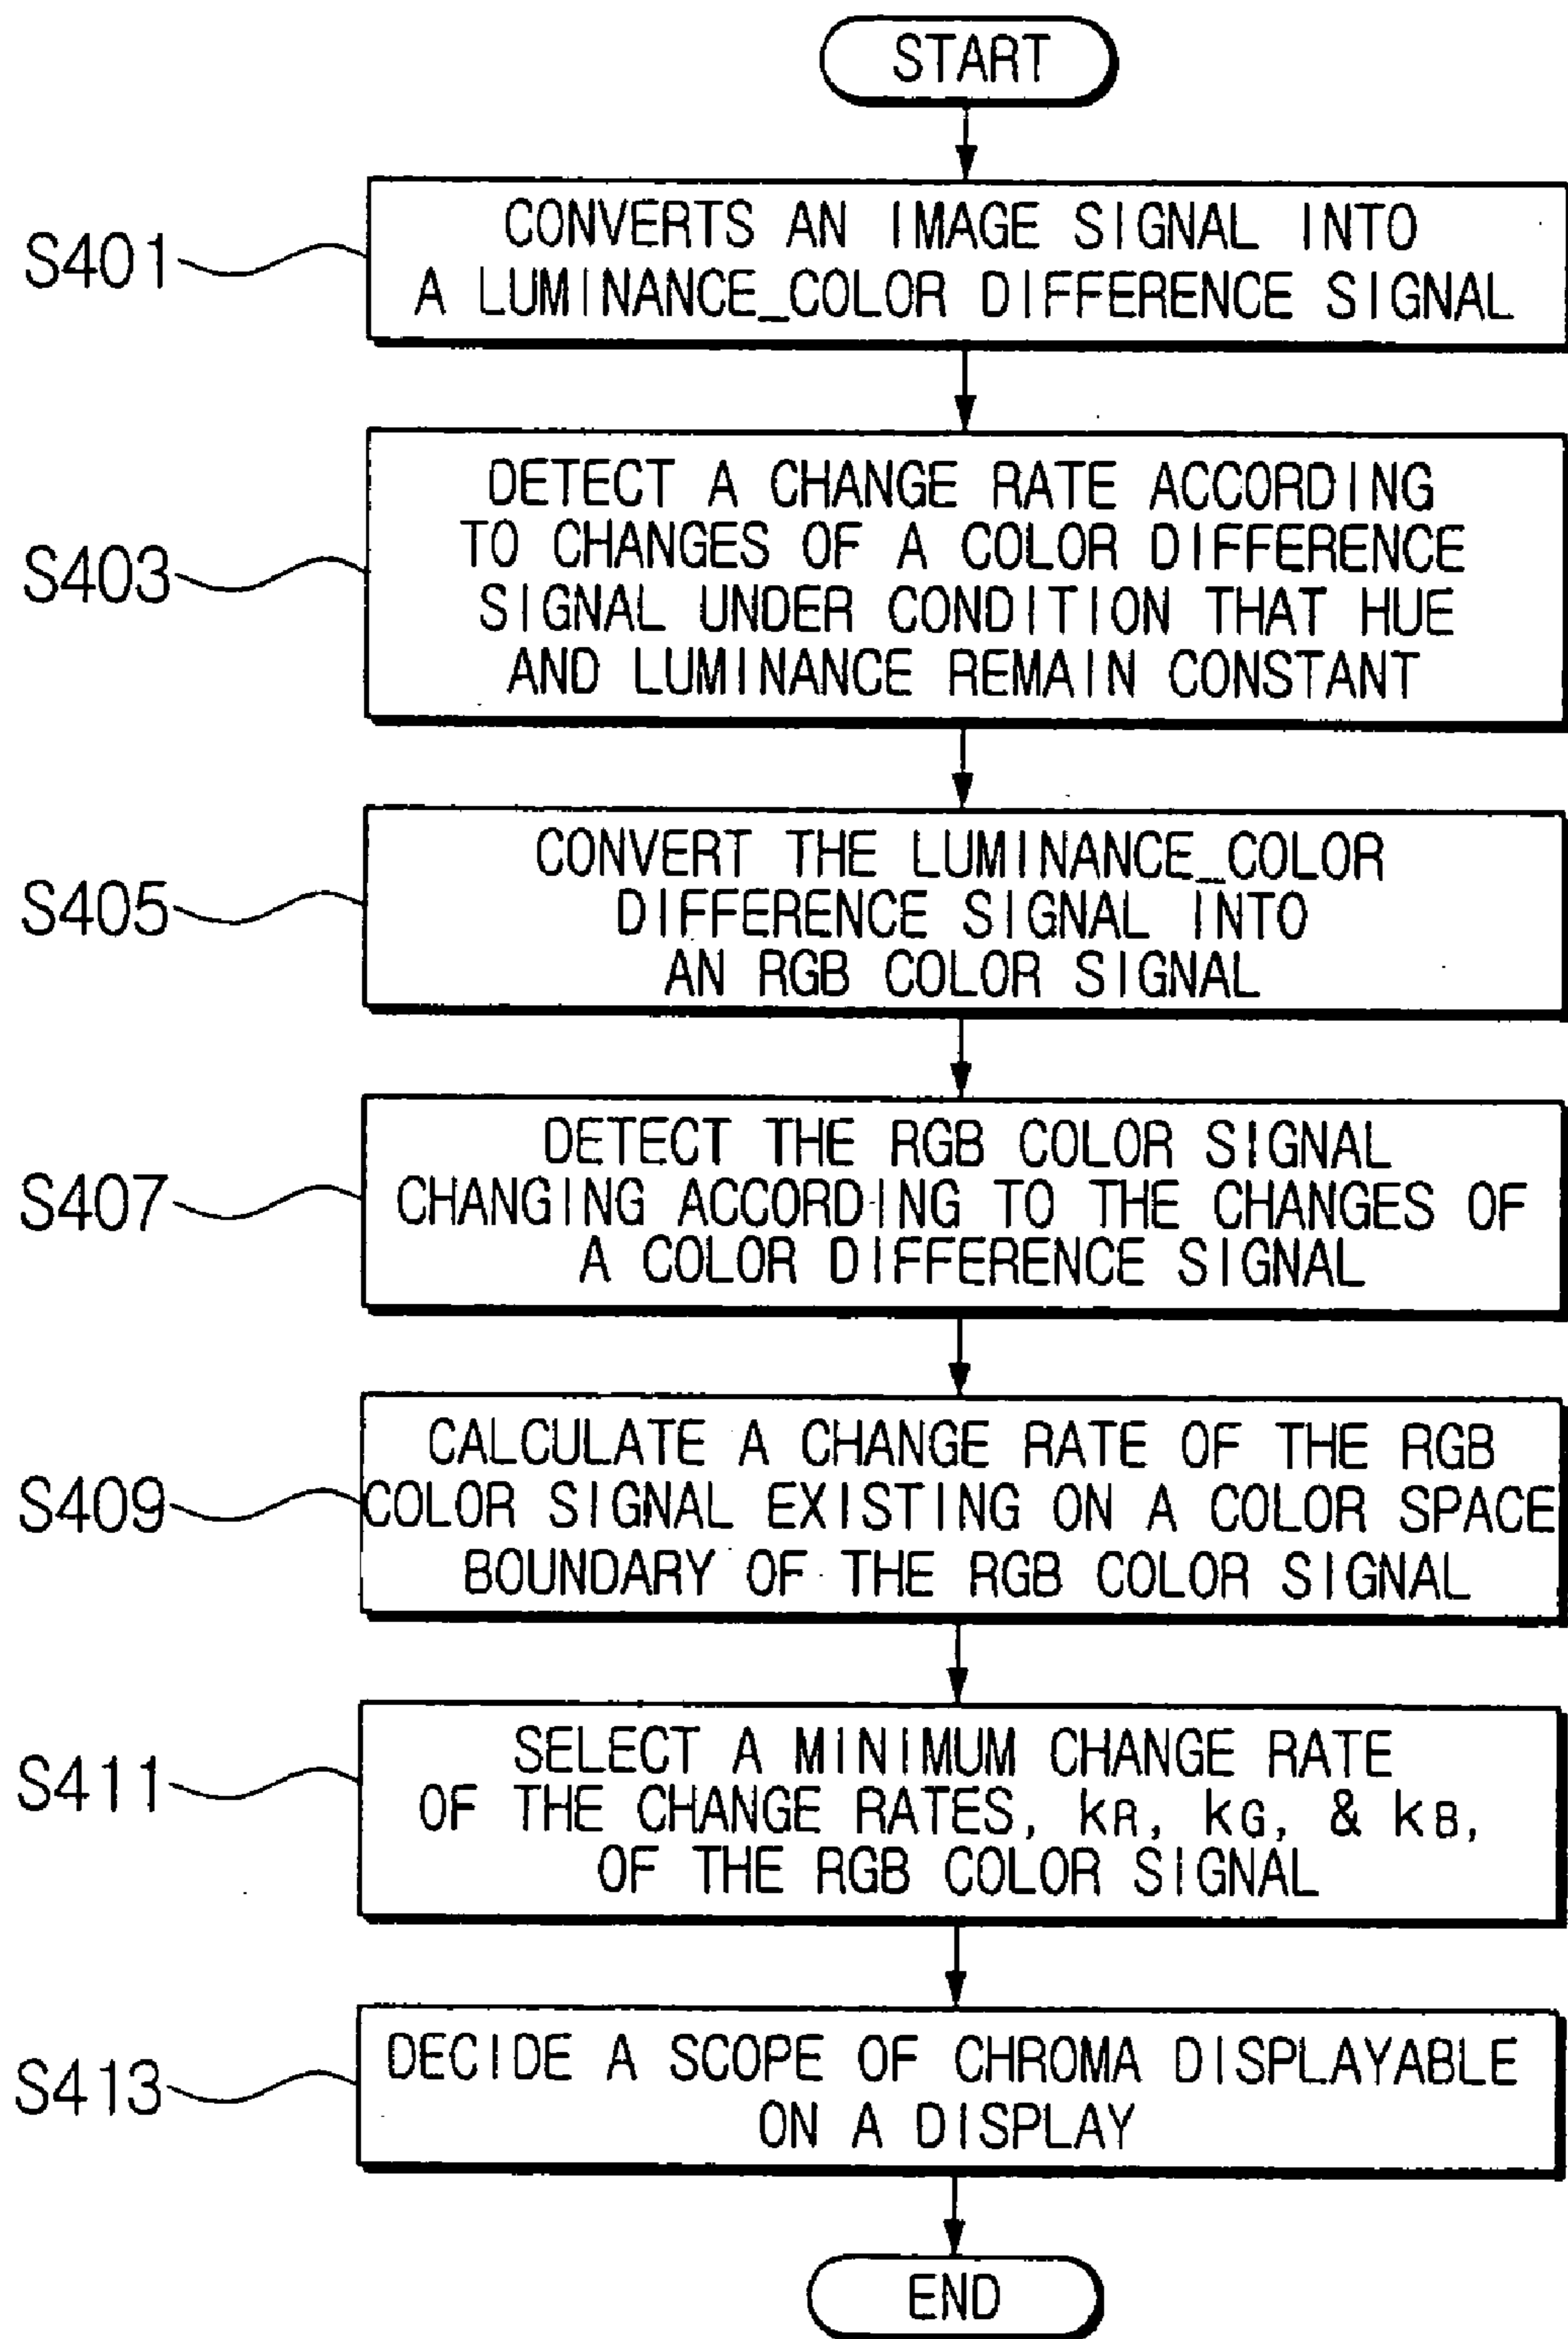 START
S401
CONVERTS AN IMAGE SIGNAL INTO
A LUMINANCE_COLOR DIFFERENCE SIGNAL
S403
DETECT A CHANGE RATE ACCORDING
TO CHANGES OF A COLOR DIFFERENCE
SIGNAL UNDER CONDITION THAT HUE
AND LUMINANCE REMAIN CONSTANT
S405
CONVERT THE LUMINANCE_COLOR
DIFFERENCE SIGNAL INTO
AN RGB COLOR SIGNAL
S407
DETECT THE RGB COLOR SIGNAL
CHANGING ACCORDING TO THE CHANGES OF
A COLOR DIFFERENCE SIGNAL
S409
CALCULATE A CHANGE RATE OF THE RGB
COLOR SIGNAL EXISTING ON A COLOR SPACE
BOUNDARY OF THE RGB COLOR SIGNAL
S411
SELECT A MINIMUM CHANGE RATE
OF THE CHANGE RATES, kR, kG, & kB,
OF THE RGB COLOR SIGNAL
S413
DECIDE A SCOPE OF CHROMA DISPLAYABLE
ON A DISPLAY
END